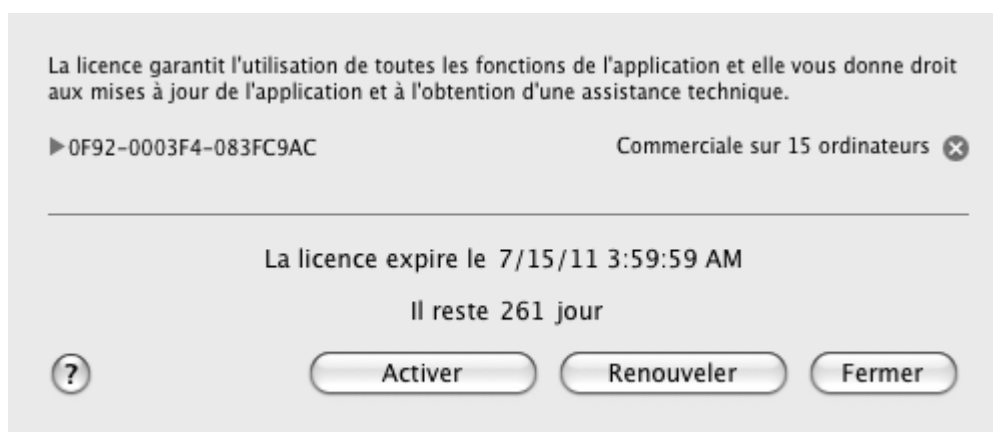 La licence garantit l'utilisation de toutes les fonctions de l'application et elle vous donne droit
aux mises à jour de l'application et à l'obtention d'une assistance technique.
0F92-0003F4-083FC9AC Commerciale sur 15 ordinateurs
La licence expire le 7/15/11 3:59:59 AM
Il reste 261 jour
? Activer Renouveler Fermer